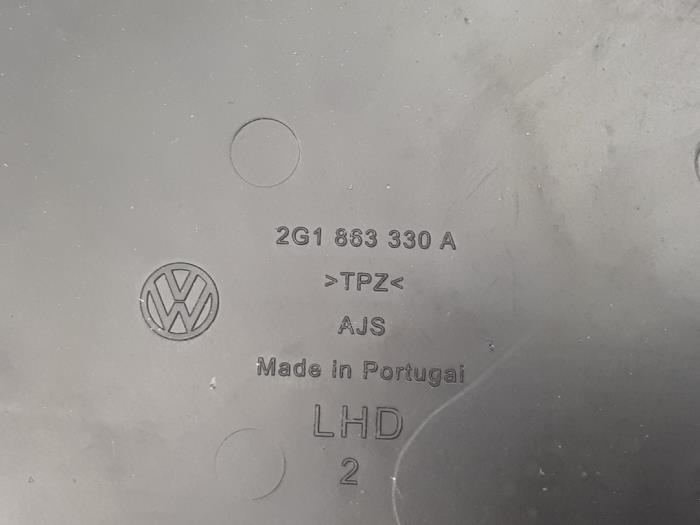 2G1 863 330 A
>TPZ<
AJS
Made in Portugal
LHD
2